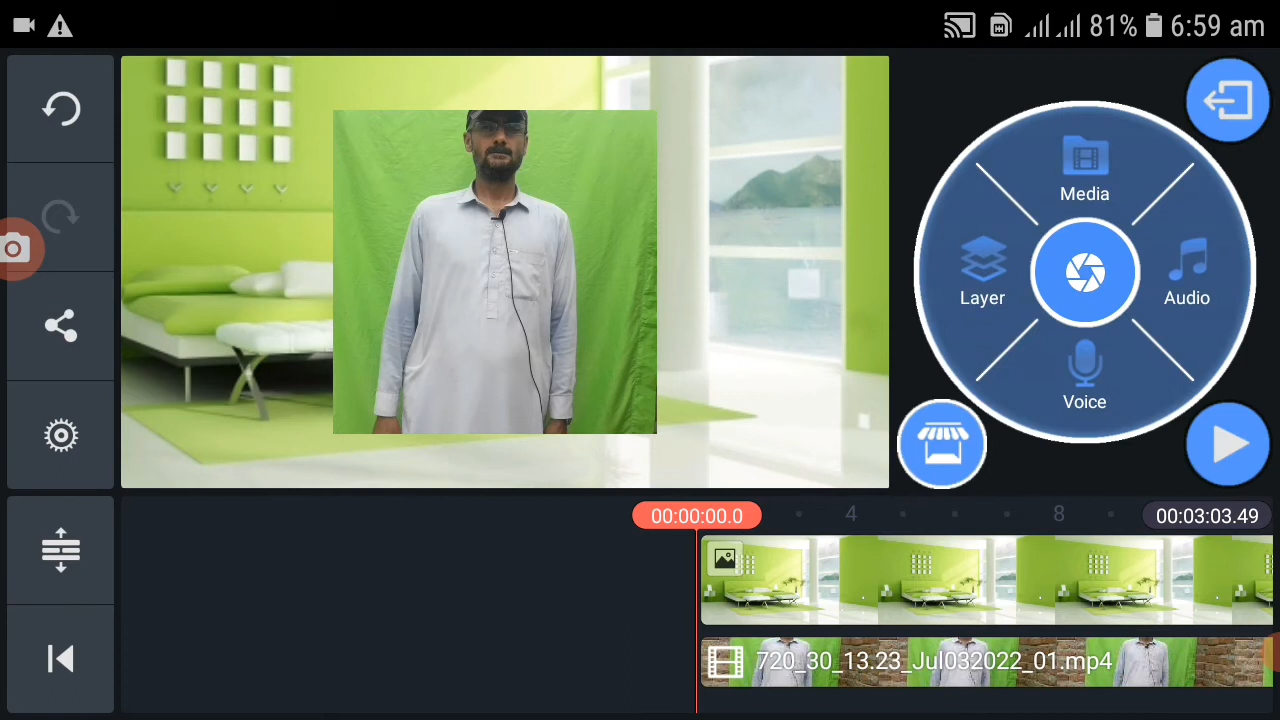 81% 6:59 am
Media
Layer
Audio
Voice
00:00:00.0
4
8
00:03:03.49
720_30_13.23_Jul032022_01.mp4